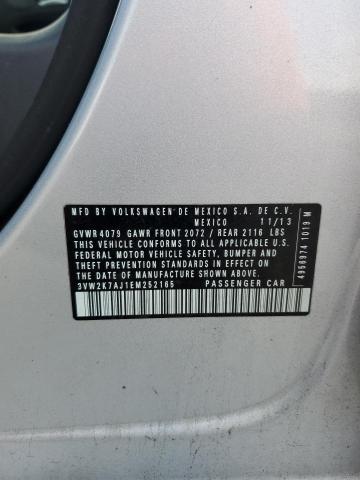 MFD BY VOLKSWAGEN DE MEXICO S.A. DE C.V.
MEXICO 11/13
GVWR 4079 GAWR FRONT 2072 / REAR 2116 LBS
THIS VEHICLE CONFORMS TO ALL APPLICABLE U.S.
FEDERAL MOTOR VEHICLE SAFETY, BUMPER AND
THEFT PREVENTION STANDARDS IN EFFECT
ON THE DATE OF MANUFACTURE SHOWN ABOVE.
3VW2K7AJ1EM252165 PASSENGER CAR
1956974 1019 M